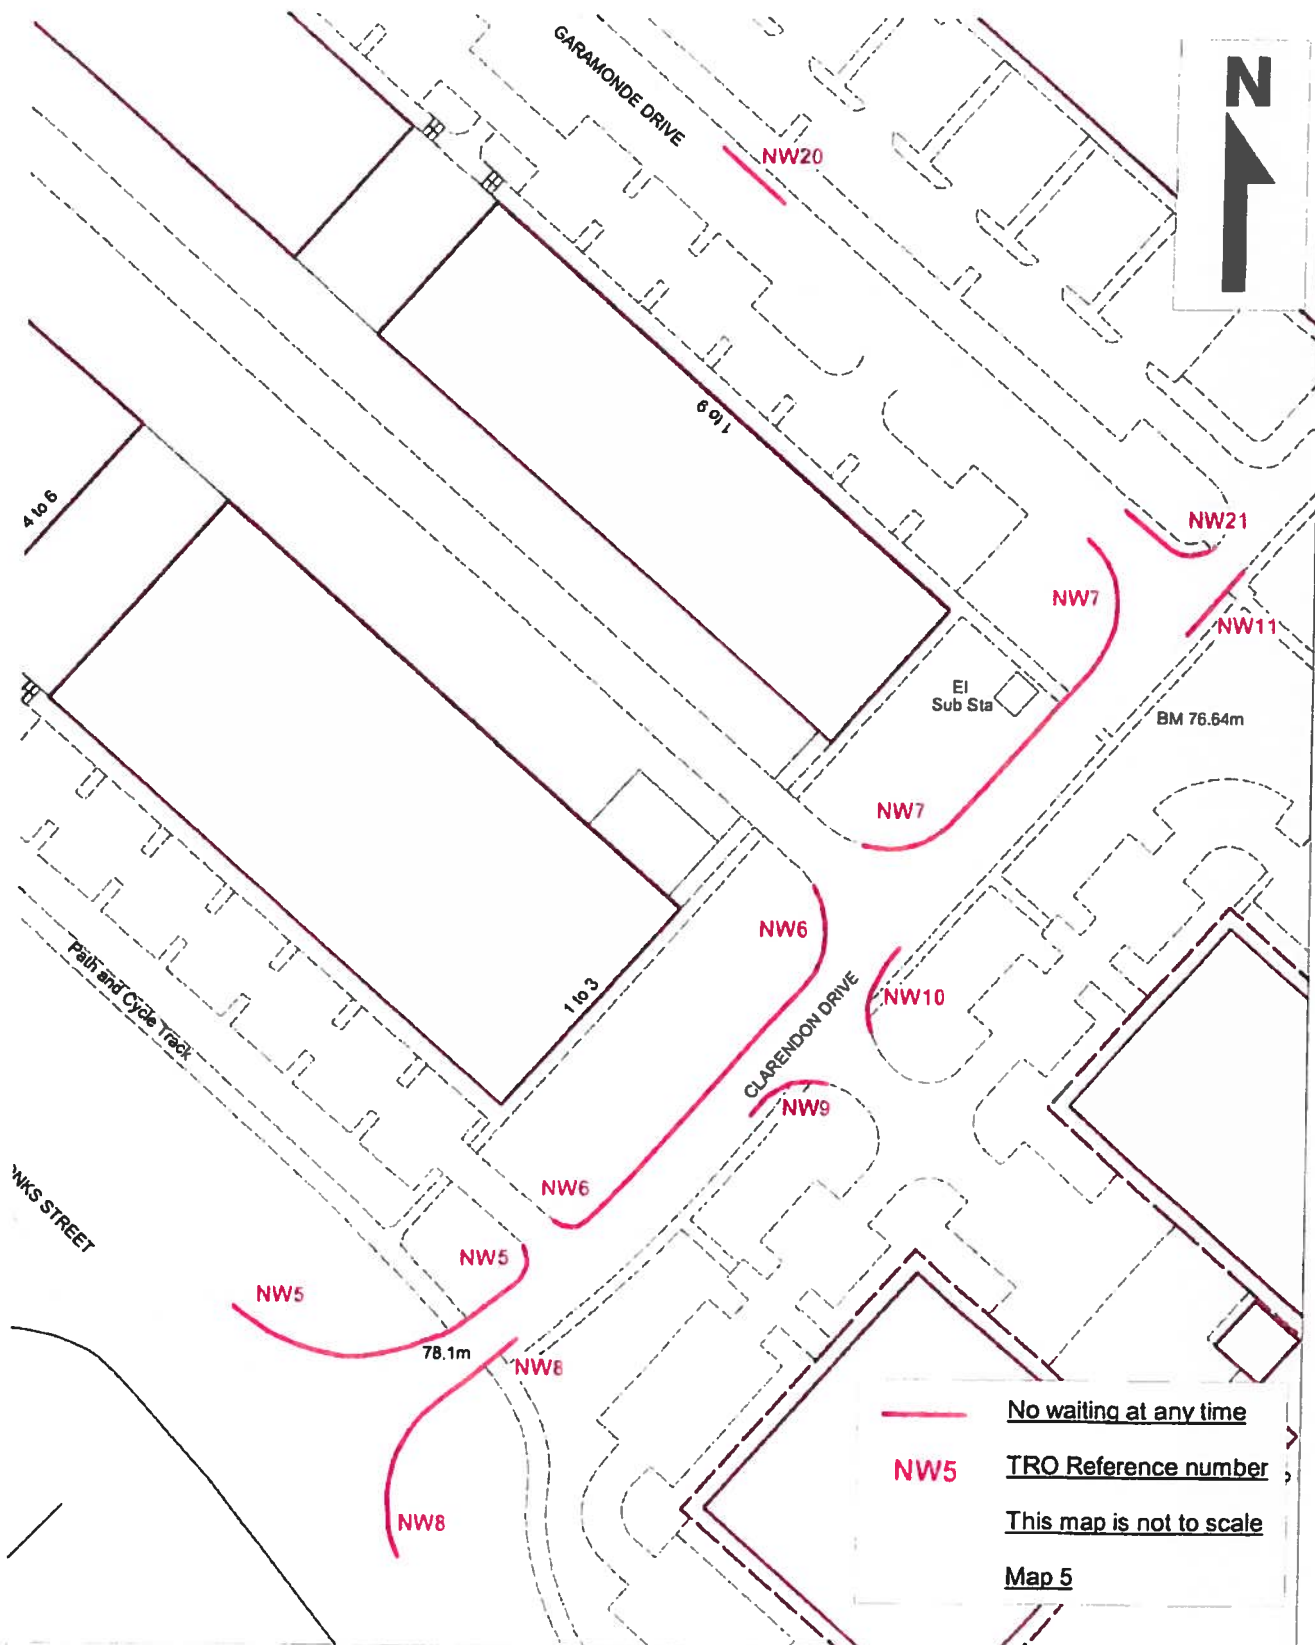 GARAMONDE DRIVE
N
NW20
1 to 9
4 to 6
NW21
NW7
NW11
El
Sub Sta
BM 76.64m
NW7
NW6
Path and Cycle Track
1 to 3
NW10
CLARENDON DRIVE
NW9
NW6
NKS STREET
NW5
NW5
78.1m
NW8
NW8
No waiting at any time
NW5 TRO Reference number
This map is not to scale
Map 5